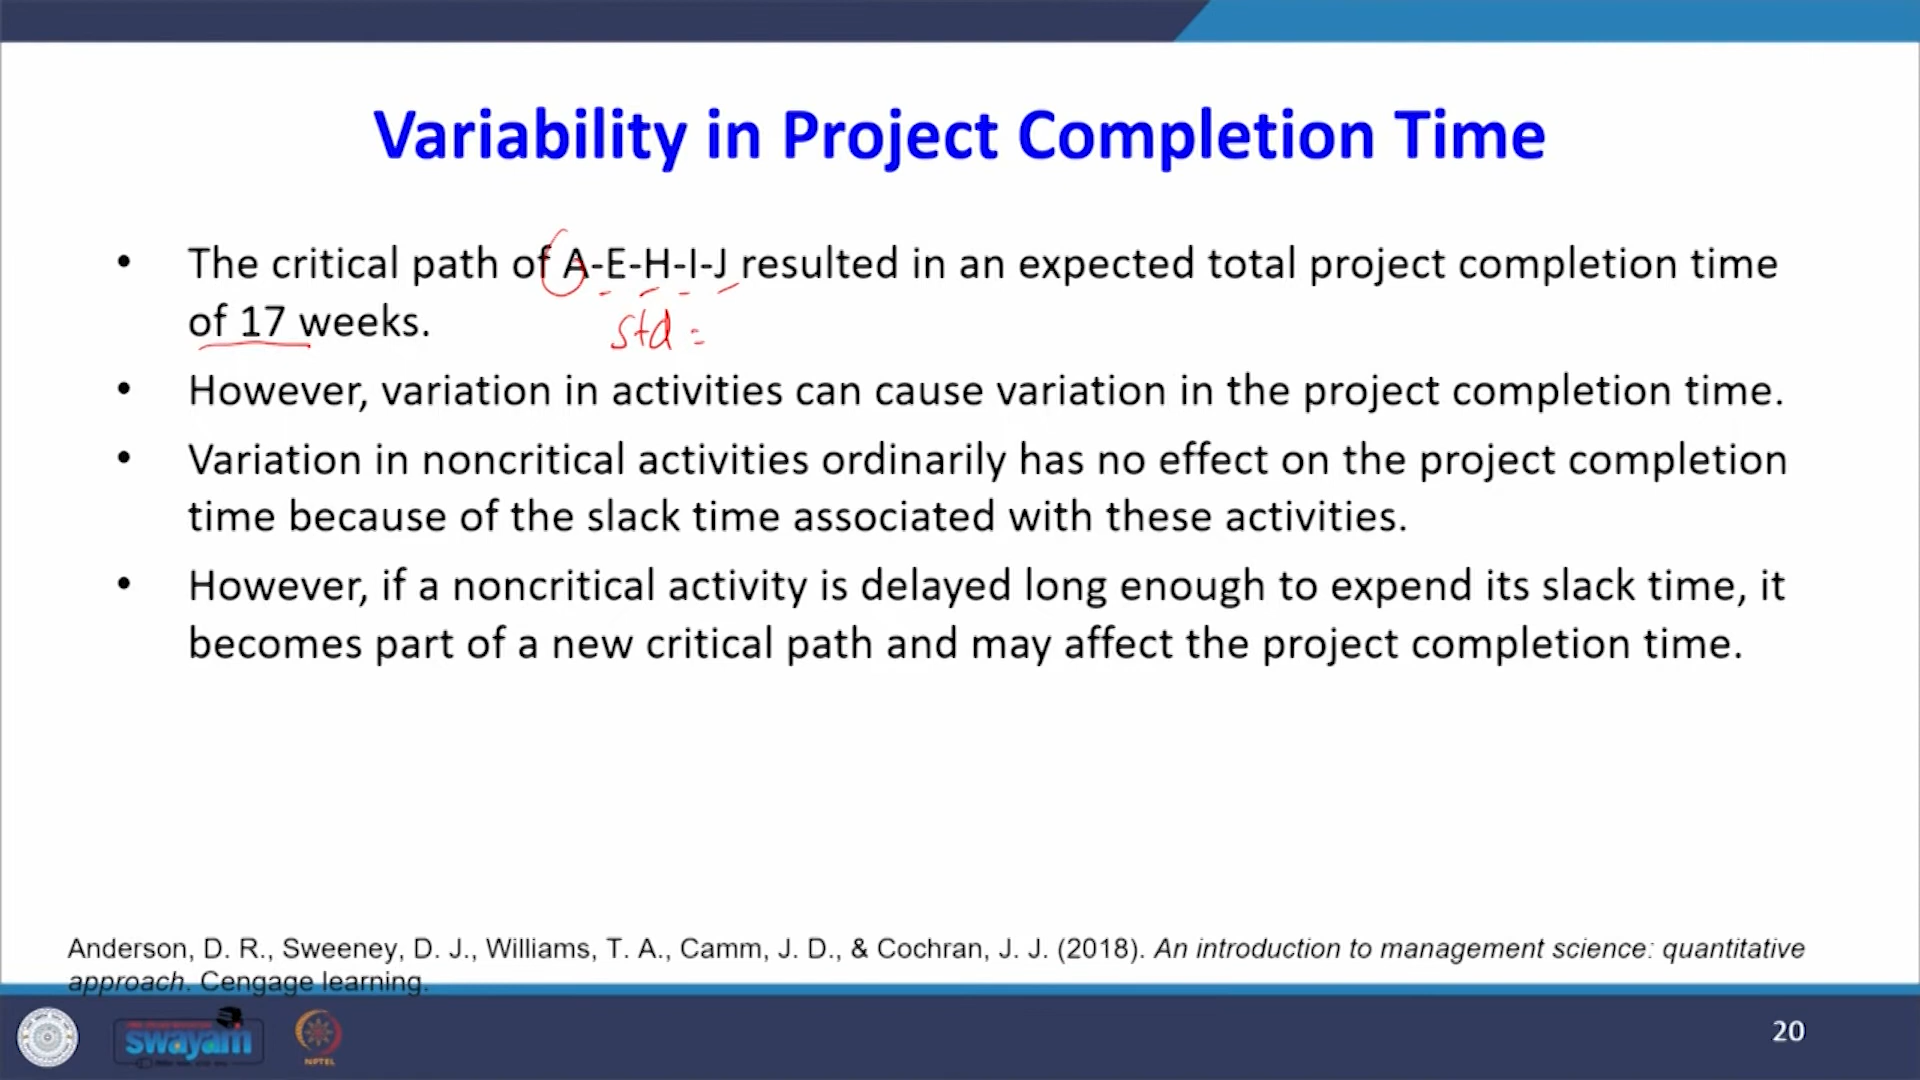 Variability in Project Completion Time
• The critical path of A-E-H-I-J resulted in an expected total project completion time
of 17 weeks.
std =
• However, variation in activities can cause variation in the project completion time.
• Variation in noncritical activities ordinarily has no effect on the project completion
time because of the slack time associated with these activities.
• However, if a noncritical activity is delayed long enough to expend its slack time, it
becomes part of a new critical path and may affect the project completion time.
Anderson, D. R., Sweeney, D. J., Williams, T. A., Camm, J. D., & Cochran, J. J. (2018). An introduction to management science: quantitative
approach. Cengage learning.
swayam
NPTEL
20